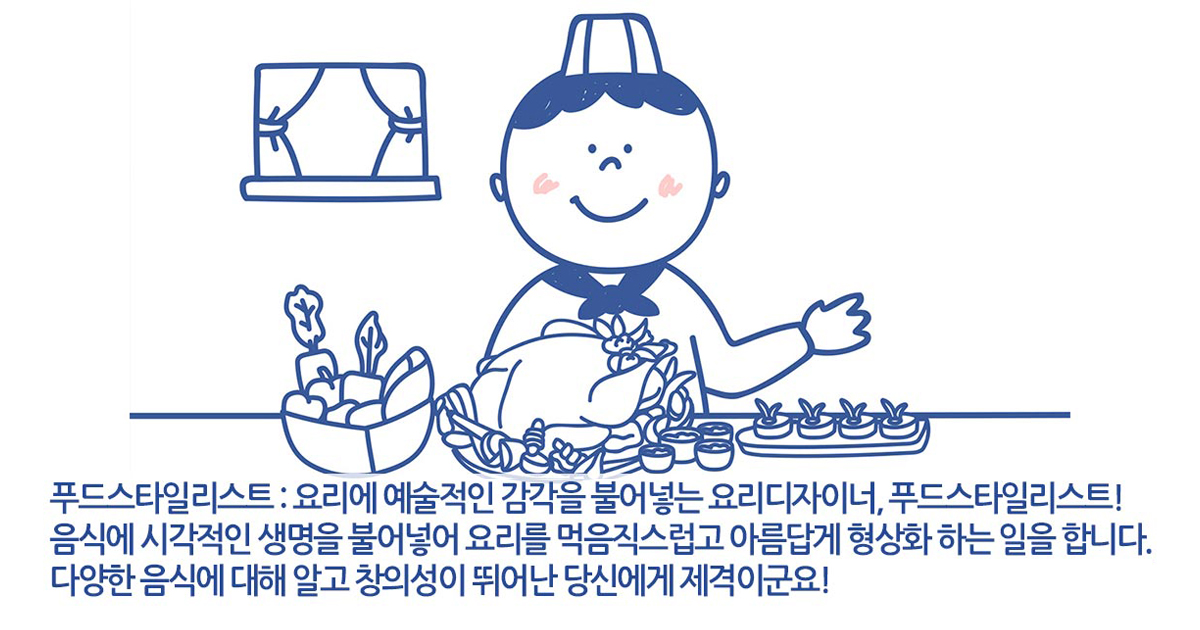 푸드스타일리스트 : 요리에 예술적인 감각을 불어넣는 요리디자이너, 푸드스타일리스트!
음식에 시각적인 생명을 불어넣어 요리를 먹음직스럽고 아름답게 형상화 하는 일을 합니다.
다양한 음식에 대해 알고 창의성이 뛰어난 당신에게 제격이군요!